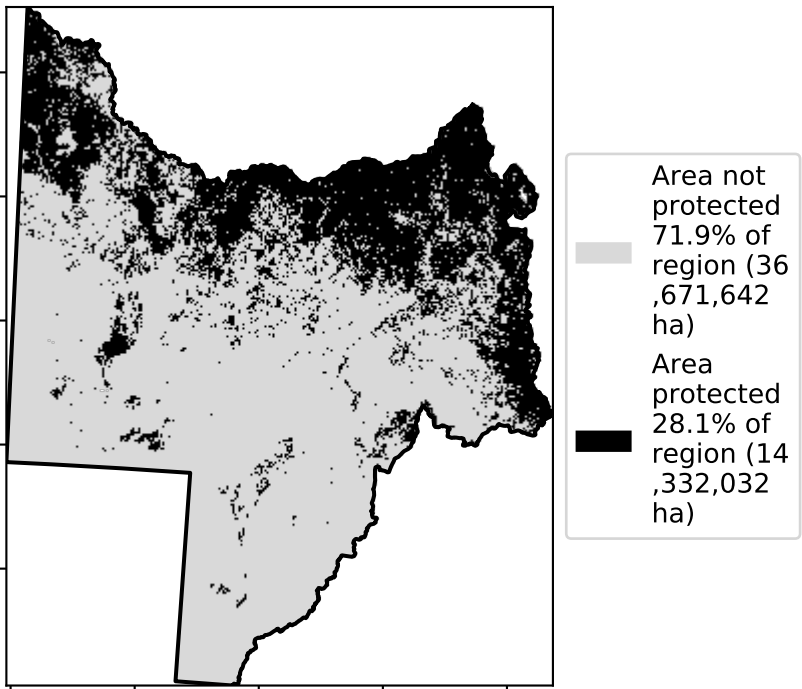 Area not
protected
71.9% of
region (36
,671,642
ha)
Area
protected
28.1% of
region (14
,332,032
ha)